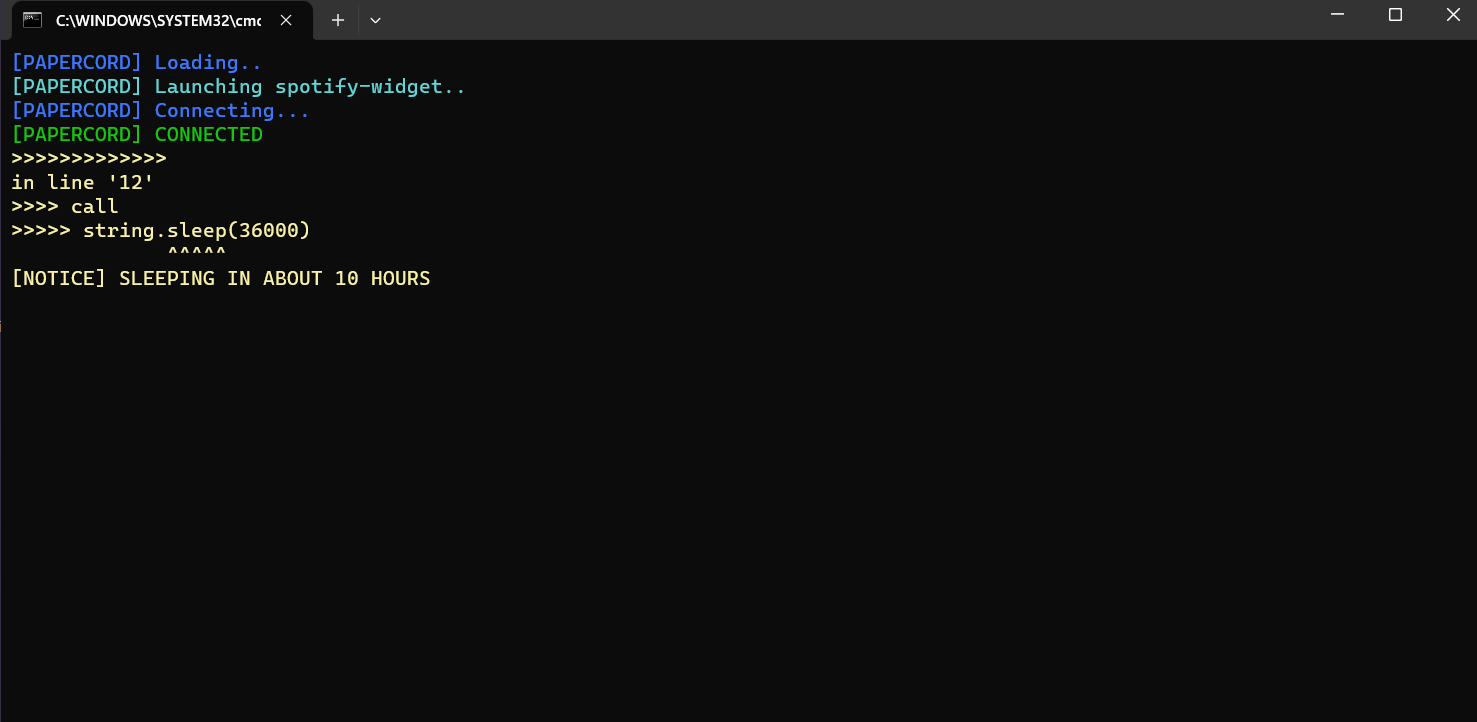 C:\WINDOWS\SYSTEM32\cmc
[PAPERCORD] Loading..
[PAPERCORD] Launching spotify-widget..
[PAPERCORD] Connecting...
[PAPERCORD] CONNECTED
>>>>>>>>>>>>>
in line '12'
>>>> call
>>>>> string.sleep(36000)
^^^^^
[NOTICE] SLEEPING IN ABOUT 10 HOURS